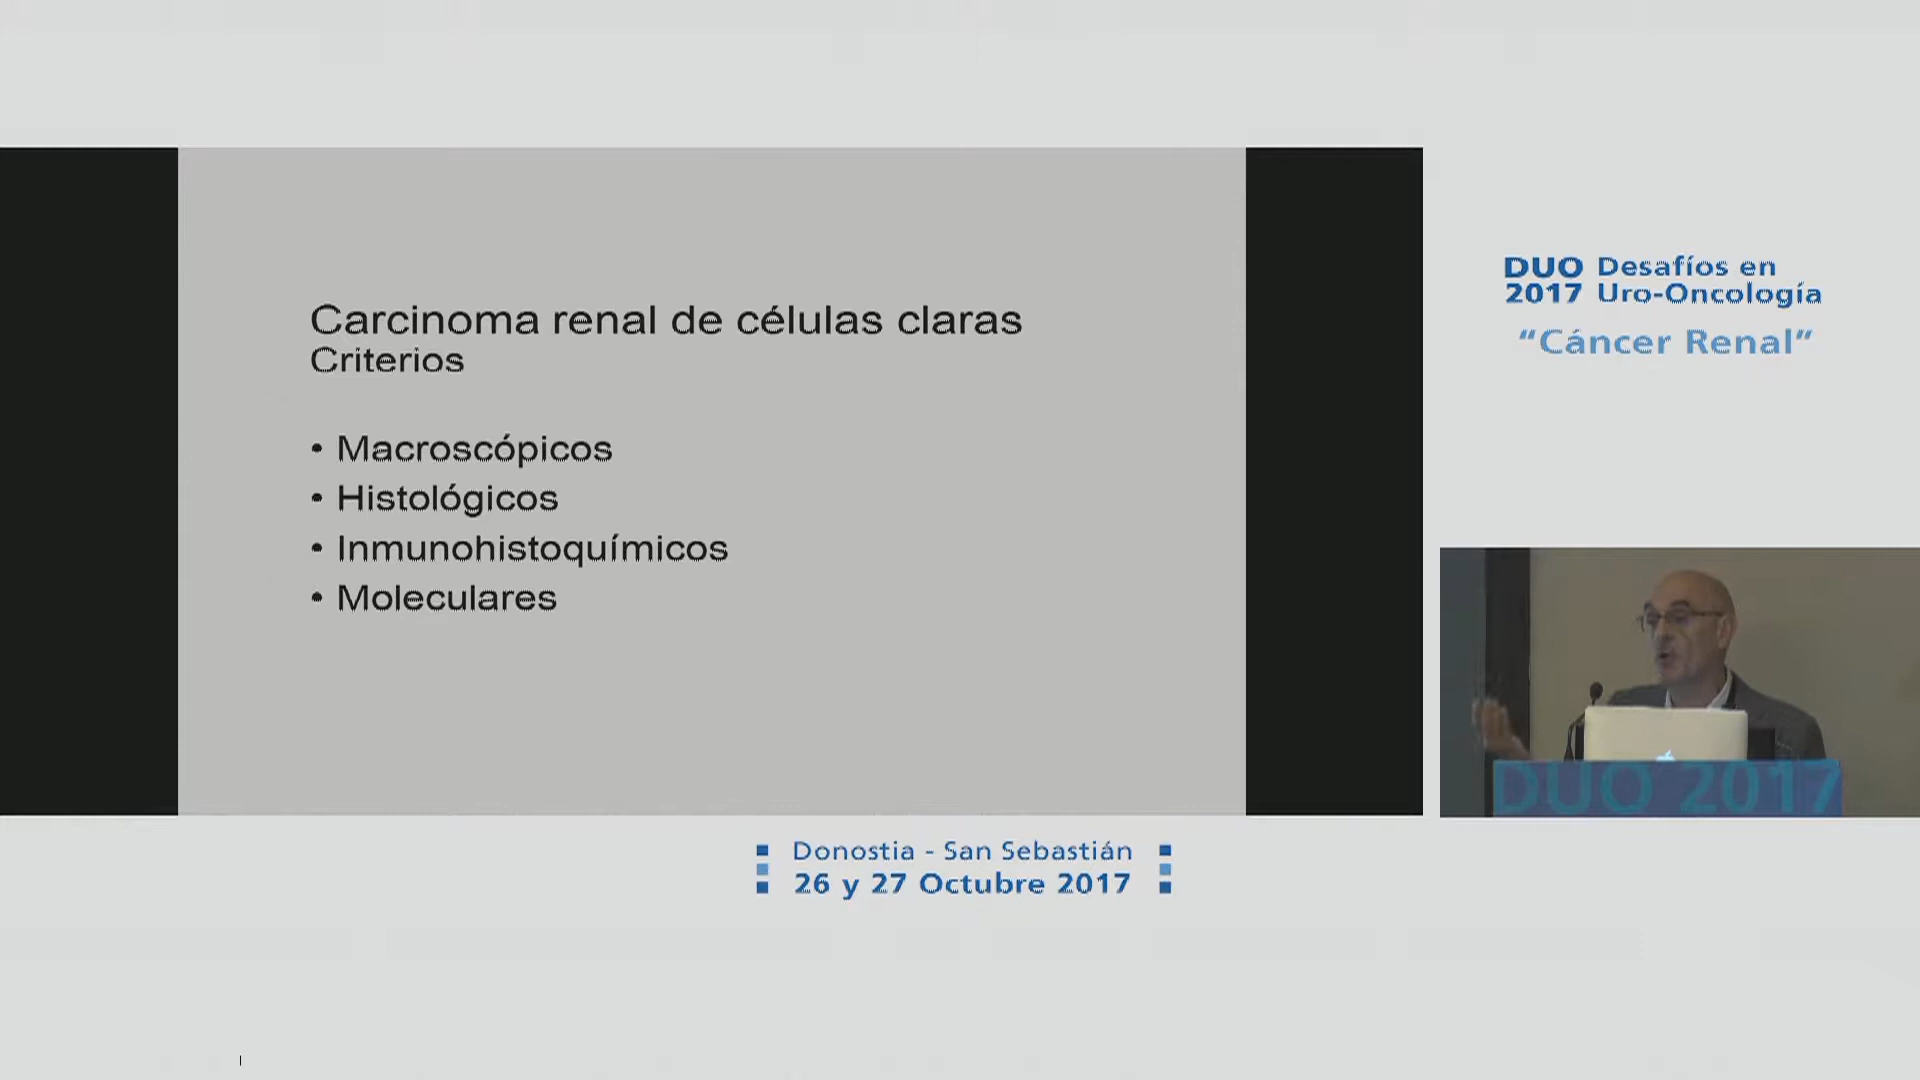 Carcinoma renal de células claras
Criterios
• Macroscópicos
• Histológicos
• Inmunohistoquímicos
• Moleculares
DUO Desafíos en
2017 Uro-Oncología
“Cáncer Renal”
DUO 2017
Donostia - San Sebastián
26 y 27 Octubre 2017